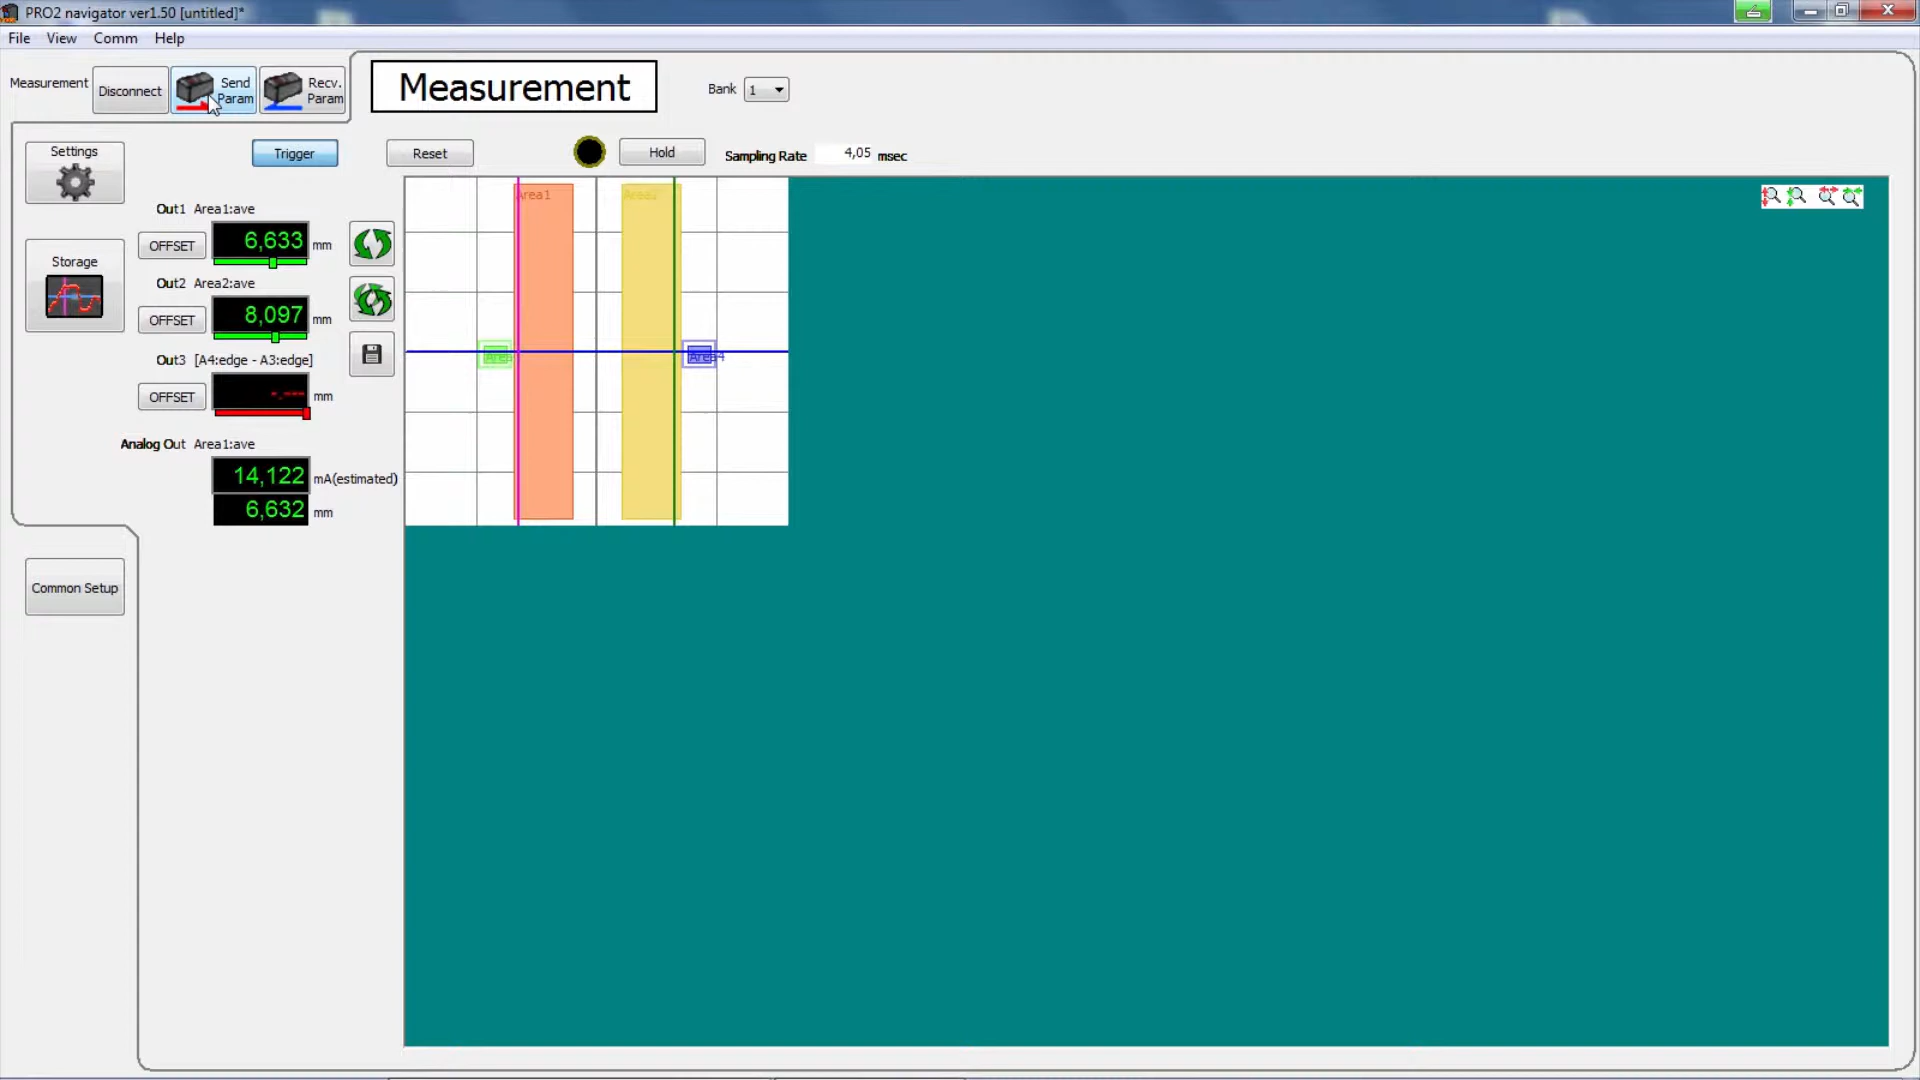 PRO2 navigator ver1.50 [untitled]*
File View Comm Help
Measurement
Disconnect
Send
Param
Recv.
Param
Measurement
Bank 1
Settings
Trigger
Reset
Hold
Sampling Rate 4,05 msec
Storage
Out1 Area1:ave
OFFSET 6,633 mm
Out2 Area2:ave
OFFSET 8,097 mm
Out3 [A4:edge - A3:edge]
OFFSET -.--- mm
Analog Out Area1:ave
14,122 mA(estimated)
6,632 mm
Common Setup
Area1
Area2
Area4